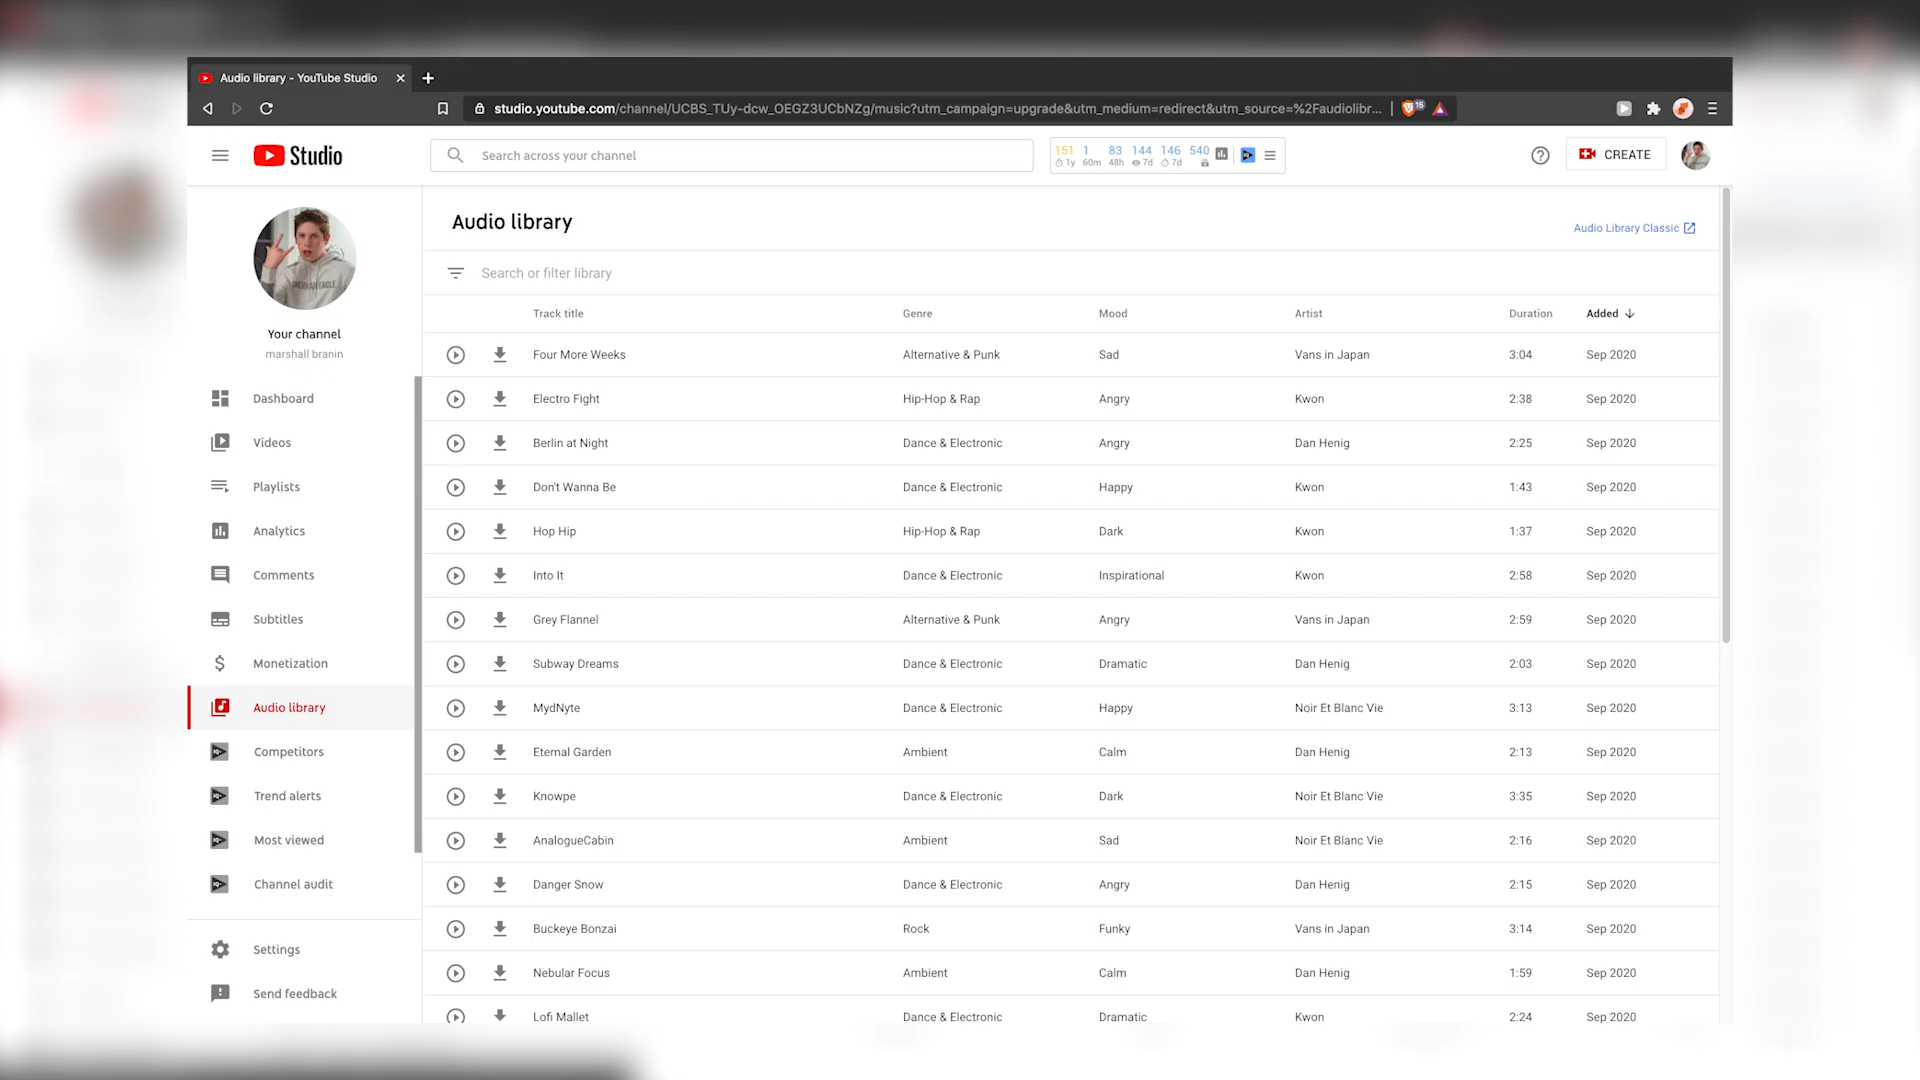 Audio library - YouTube Studio
studio.youtube.com/channel/UCBS_TUy-dcw_OEGZ3UCbNZg/music?utm_campaign=upgrade&utm_medium=redirect&utm_source=%2Faudiolibr...
15
Studio
Search across your channel
151 1 83 144 146 540
1y 60m 48h 7d 7d
CREATE
Audio library
Audio Library Classic
Search or filter library
AMERICAN EAGLE
Your channel
marshall branin
Dashboard
Videos
Playlists
Analytics
Comments
Subtitles
Monetization
Audio library
Competitors
Trend alerts
Most viewed
Channel audit
Settings
Send feedback
Track title Genre Mood Artist Duration Added
Four More Weeks Alternative & Punk Sad Vans in Japan 3:04 Sep 2020
Electro Fight Hip-Hop & Rap Angry Kwon 2:38 Sep 2020
Berlin at Night Dance & Electronic Angry Dan Henig 2:25 Sep 2020
Don't Wanna Be Dance & Electronic Happy Kwon 1:43 Sep 2020
Hop Hip Hip-Hop & Rap Dark Kwon 1:37 Sep 2020
Into It Dance & Electronic Inspirational Kwon 2:58 Sep 2020
Grey Flannel Alternative & Punk Angry Vans in Japan 2:59 Sep 2020
Subway Dreams Dance & Electronic Dramatic Dan Henig 2:03 Sep 2020
MydNyte Dance & Electronic Happy Noir Et Blanc Vie 3:13 Sep 2020
Eternal Garden Ambient Calm Dan Henig 2:13 Sep 2020
Knowpe Dance & Electronic Dark Noir Et Blanc Vie 3:35 Sep 2020
AnalogueCabin Ambient Sad Noir Et Blanc Vie 2:16 Sep 2020
Danger Snow Dance & Electronic Angry Dan Henig 2:15 Sep 2020
Buckeye Bonzai Rock Funky Vans in Japan 3:14 Sep 2020
Nebular Focus Ambient Calm Dan Henig 1:59 Sep 2020
Lofi Mallet Dance & Electronic Dramatic Kwon 2:24 Sep 2020